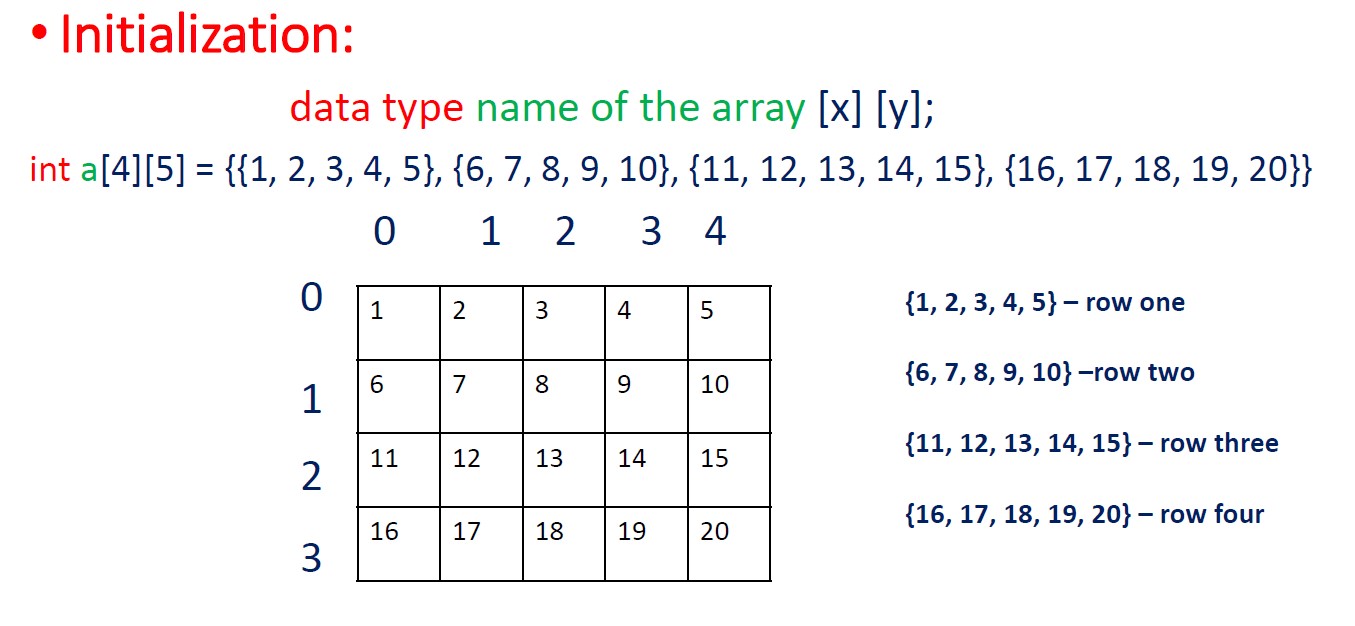 • Initialization:
data type name of the array [x] [y];
int a[4][5] = {{1, 2, 3, 4, 5}, {6, 7, 8, 9, 10}, {11, 12, 13, 14, 15}, {16, 17, 18, 19, 20}}
0 1 2 3 4
0 1 2 3 4 5 {1, 2, 3, 4, 5} – row one
1 6 7 8 9 10 {6, 7, 8, 9, 10} –row two
2 11 12 13 14 15 {11, 12, 13, 14, 15} – row three
3 16 17 18 19 20 {16, 17, 18, 19, 20} – row four